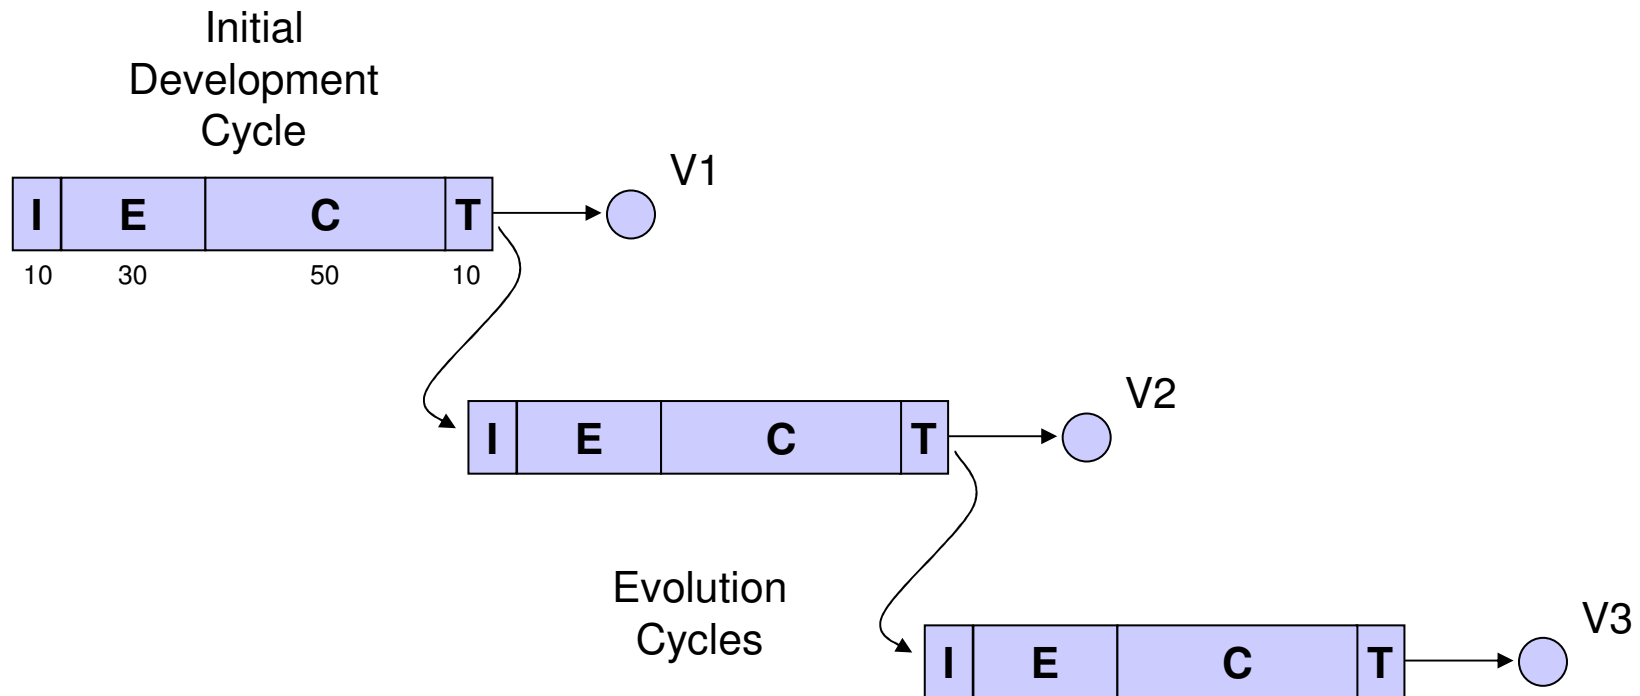 Initial
Development
Cycle
V1
I E C T
10 30 50 10
V2
I E C T
Evolution
Cycles
V3
I E C T